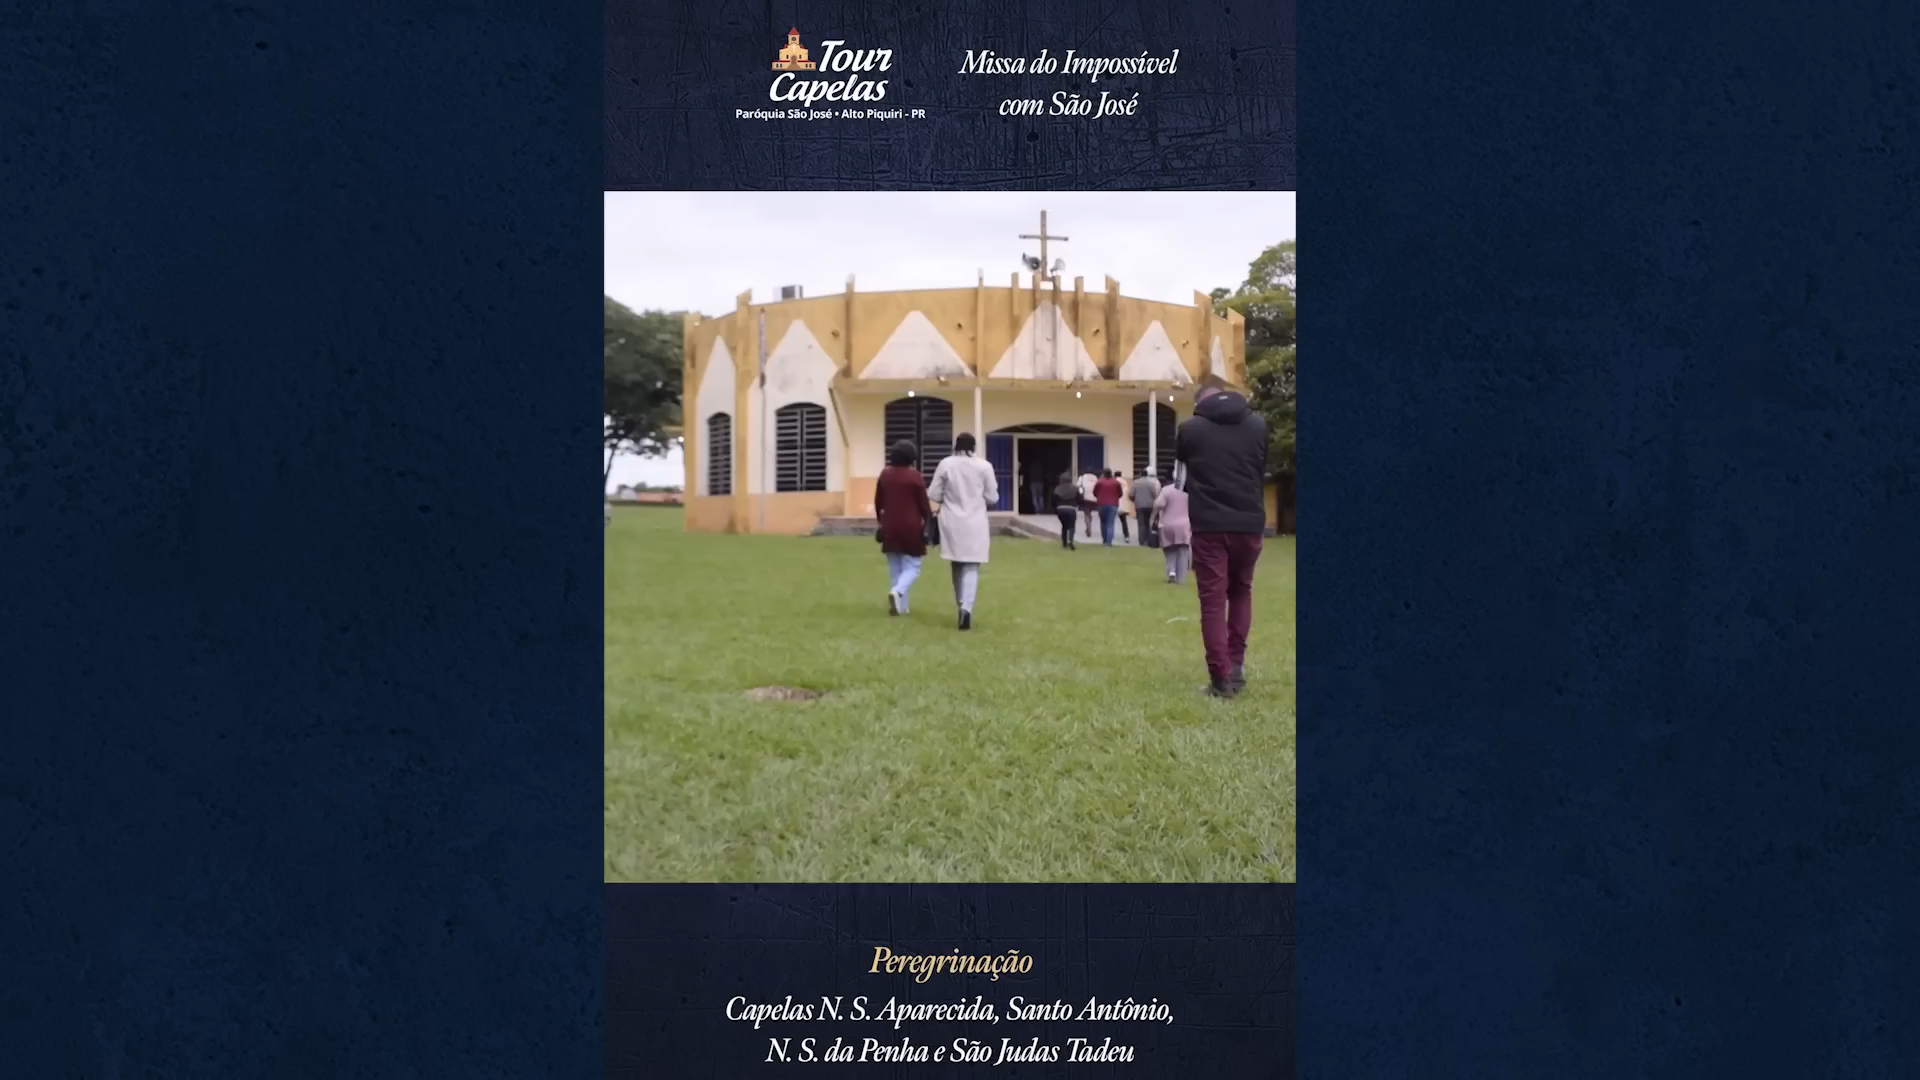 Tour
Capelas
Paróquia São José • Alto Piquiri - PR
Missa do Impossível
com São José
Peregrinação
Capelas N. S. Aparecida, Santo Antônio,
N. S. da Penha e São Judas Tadeu